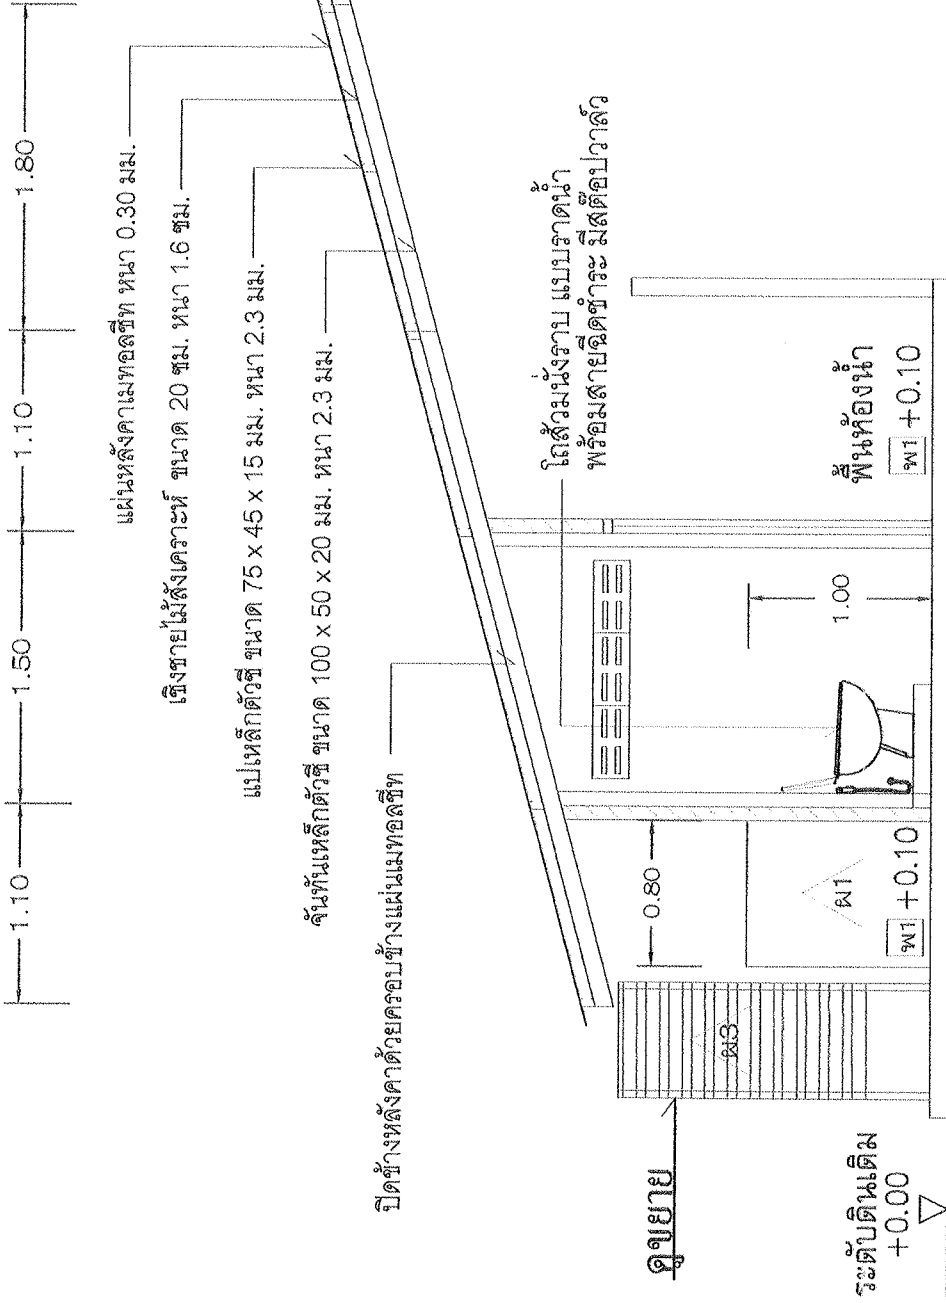 1.10
1.50
1.10
1.80
แผ่นหลังคาเมทอลชีท หนา 0.30 มม.
เชิงชายไม้สังเคราะห์ ขนาด 20 ซม. หนา 1.6 ซม.
แปเหล็กตัวซี ขนาด 75 x 45 x 15 มม. หนา 2.3 มม.
จันทันเหล็กตัวซี ขนาด 100 x 50 x 20 มม. หนา 2.3 มม.
ปิดข้างหลังคาด้วยครอบข้างแผ่นเมทอลชีท
โถส้วมนั่งราบ แบบราดน้ำ
พร้อมสายฉีดชำระ มีสต๊อปวาล์ว
0.80
1.00
ผ3
ผ1
ดูขยาย
พื้นห้องน้ำ
พ1 +0.10
พ1 +0.10
ระดับดินเดิม
+0.00